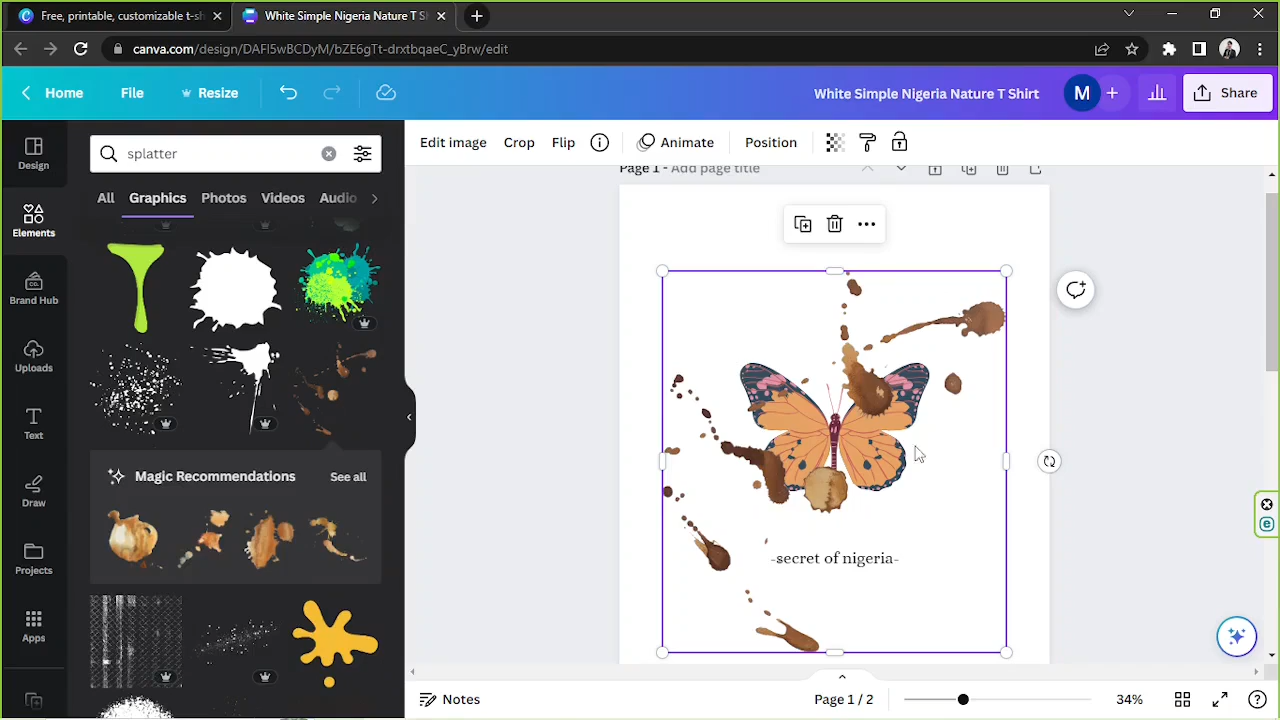 Free, printable, customizable t-sh
White Simple Nigeria Nature T S
canva.com/design/DAFI5wBCDyM/bZE6gTt-drxtbqaeC_yBrw/edit
Home
File
Resize
White Simple Nigeria Nature T Shirt
M
Share
Design
Elements
Brand Hub
Uploads
Text
Draw
Projects
Apps
splatter
All
Graphics
Photos
Videos
Audio
Magic Recommendations
See all
Edit image
Crop
Flip
Animate
Position
Page 1 - Add page title
-secret of nigeria-
Notes
Page 1 / 2
34%